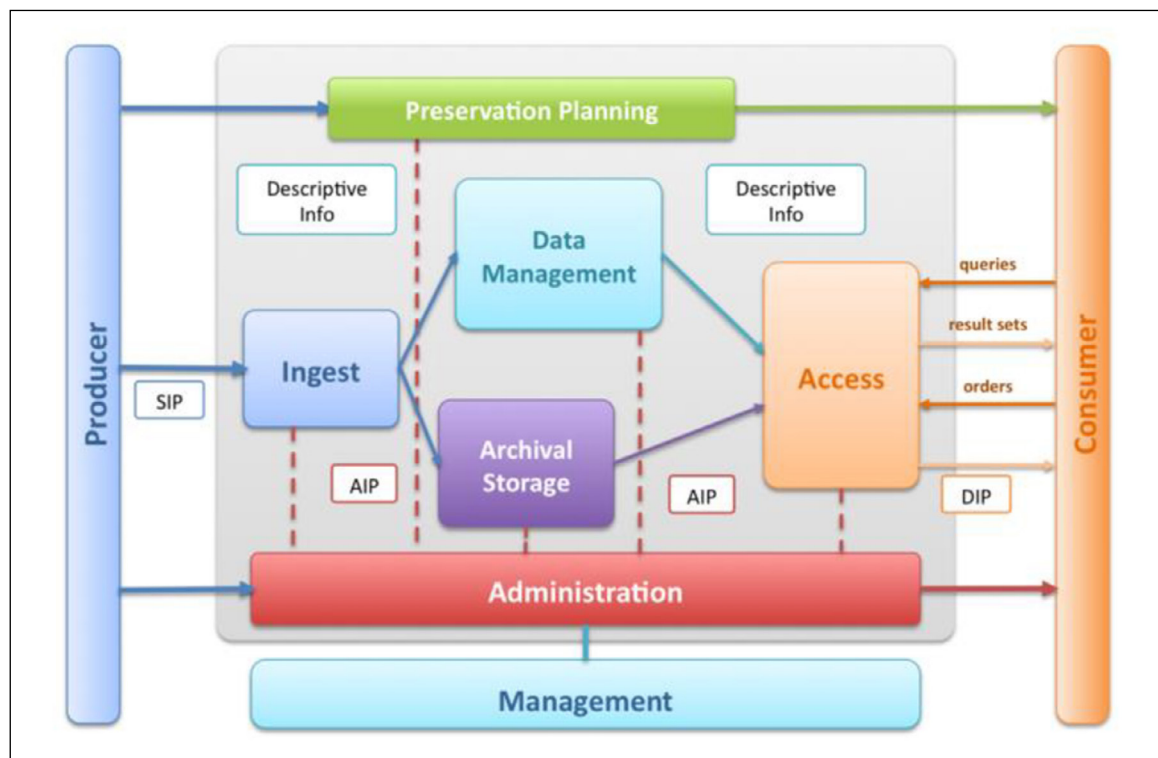 Preservation Planning
Descriptive
Info
Descriptive
Info
Data
Management
queries
result sets
orders
Producer
SIP
Ingest
Access
Consumer
Archival
Storage
AIP
AIP
DIP
Administration
Management